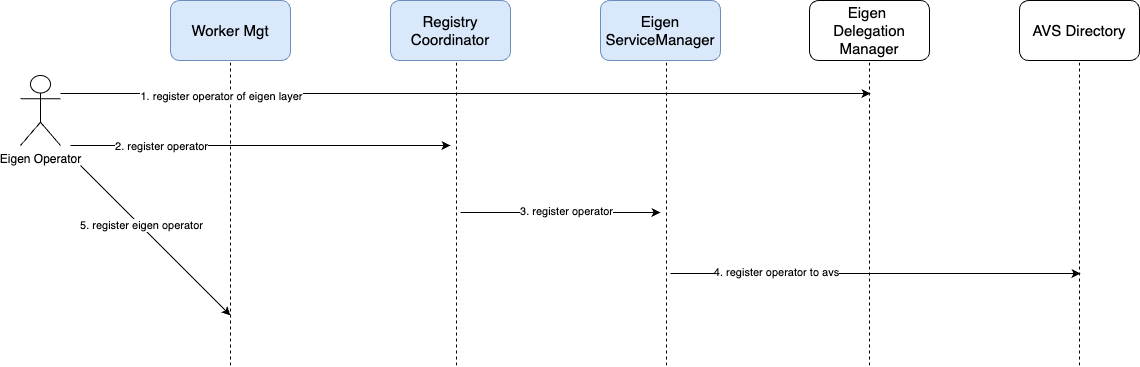 Worker Mgt
Registry
Coordinator
Eigen
ServiceManager
Eigen
Delegation
Manager
AVS Directory
1. register operator of eigen layer
2. register operator
Eigen Operator
3. register operator
5. register eigen operator
4. register operator to avs